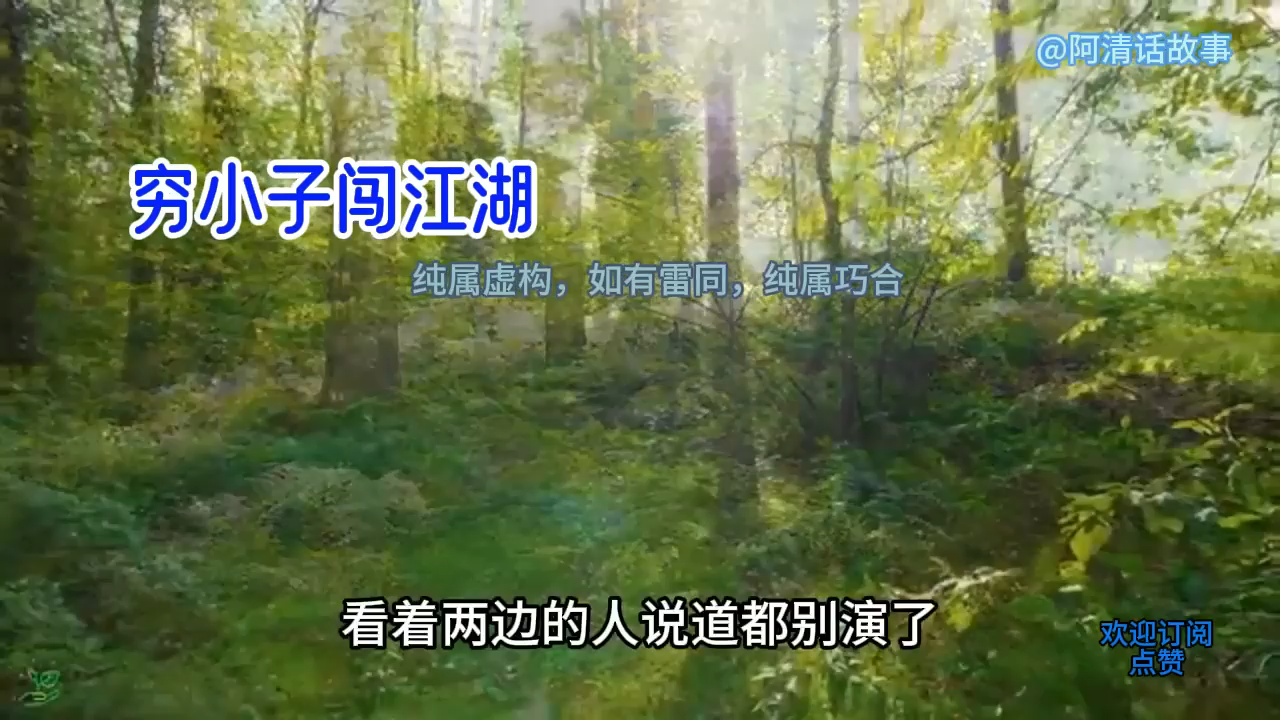 @阿清话故事
穷小子闯江湖
纯属虚构，如有雷同，纯属巧合
看着两边的人说道都别演了
欢迎订阅
点赞